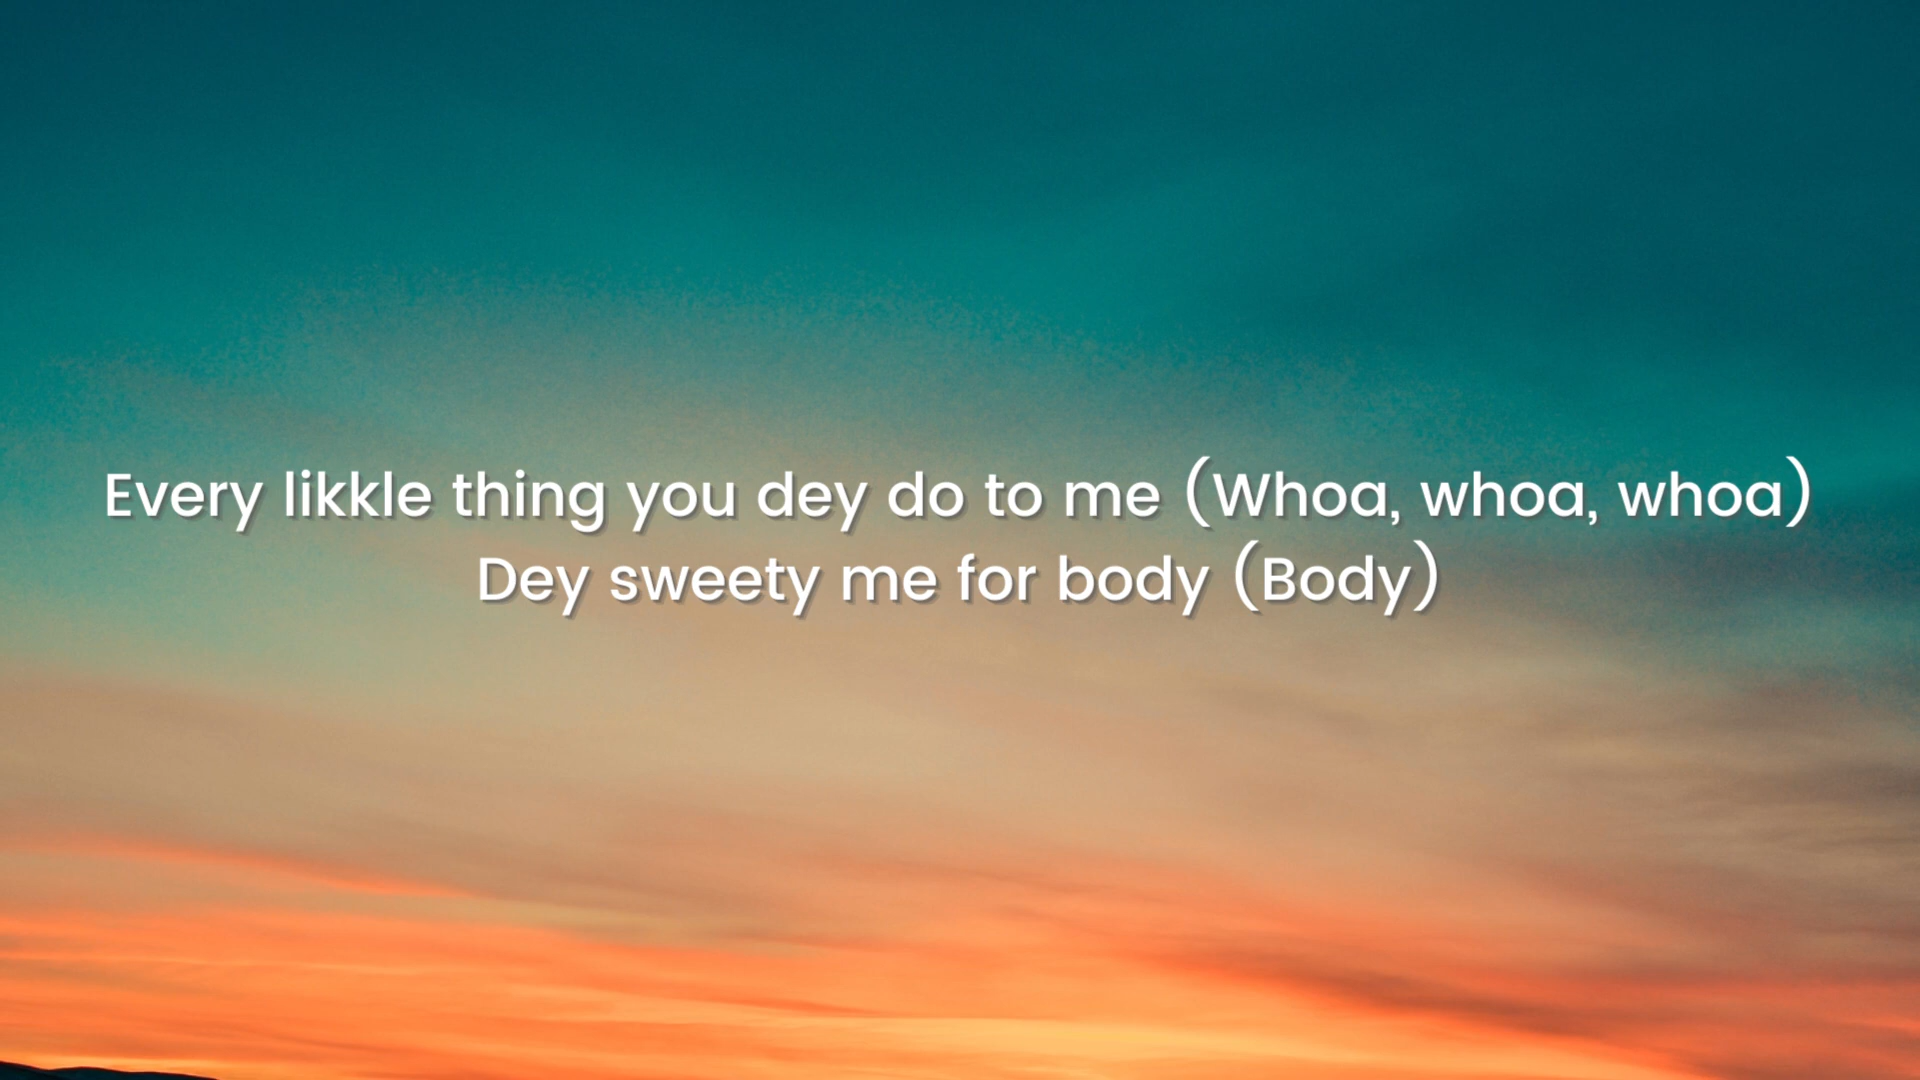 Every likkle thing you dey do to me (Whoa, whoa, whoa)
Dey sweety me for body (Body)